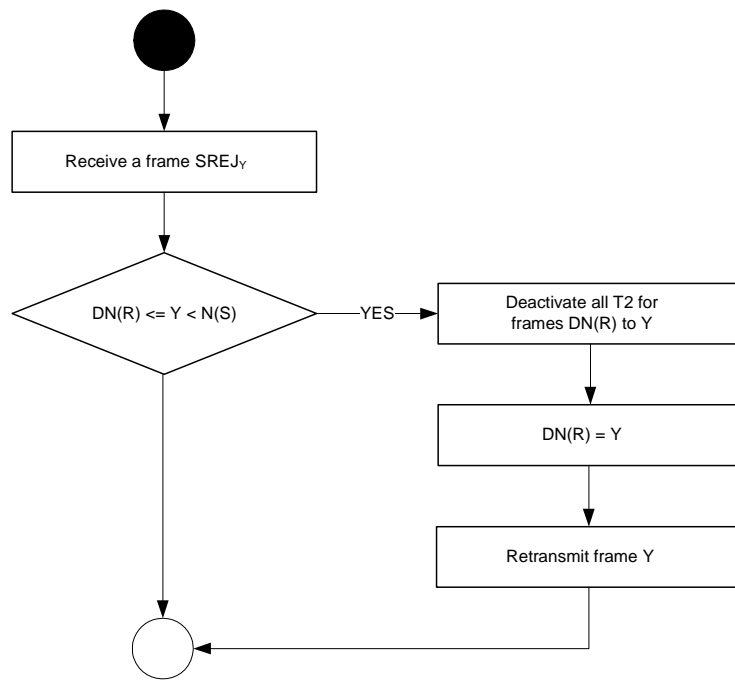 Receive a frame SREJY
DN(R) <= Y < N(S)
YES
Deactivate all T2 for
frames DN(R) to Y
DN(R) = Y
Retransmit frame Y